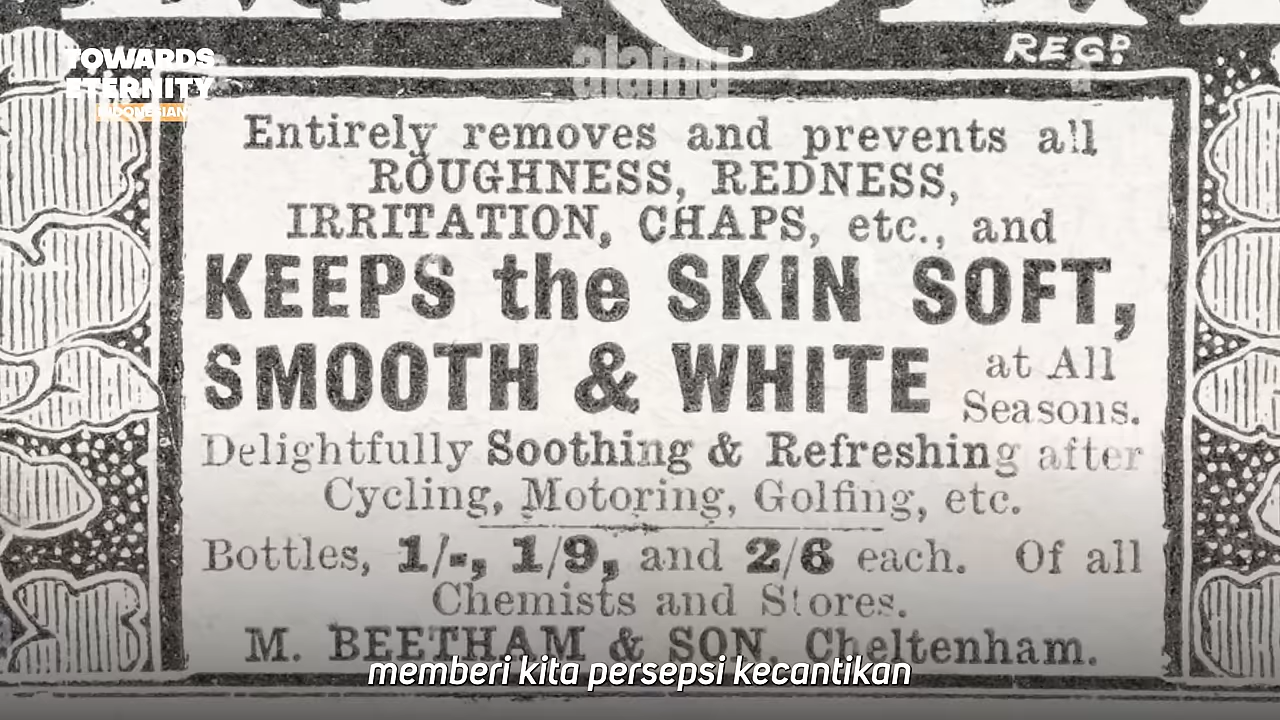 TOWARDS
ETERNITY
INDONESIAN
alamy
a
REGD
Entirely removes and prevents all
ROUGHNESS, REDNESS,
IRRITATION, CHAPS, etc., and
KEEPS the SKIN SOFT,
SMOOTH & WHITE at All
Seasons.
Delightfully Soothing & Refreshing after
Cycling, Motoring, Golfing, etc.
Bottles, 1/-, 1/9, and 2/6 each. Of all
Chemists and Stores.
M. BEETHAM & SON, Cheltenham.
memberi kita persepsi kecantikan